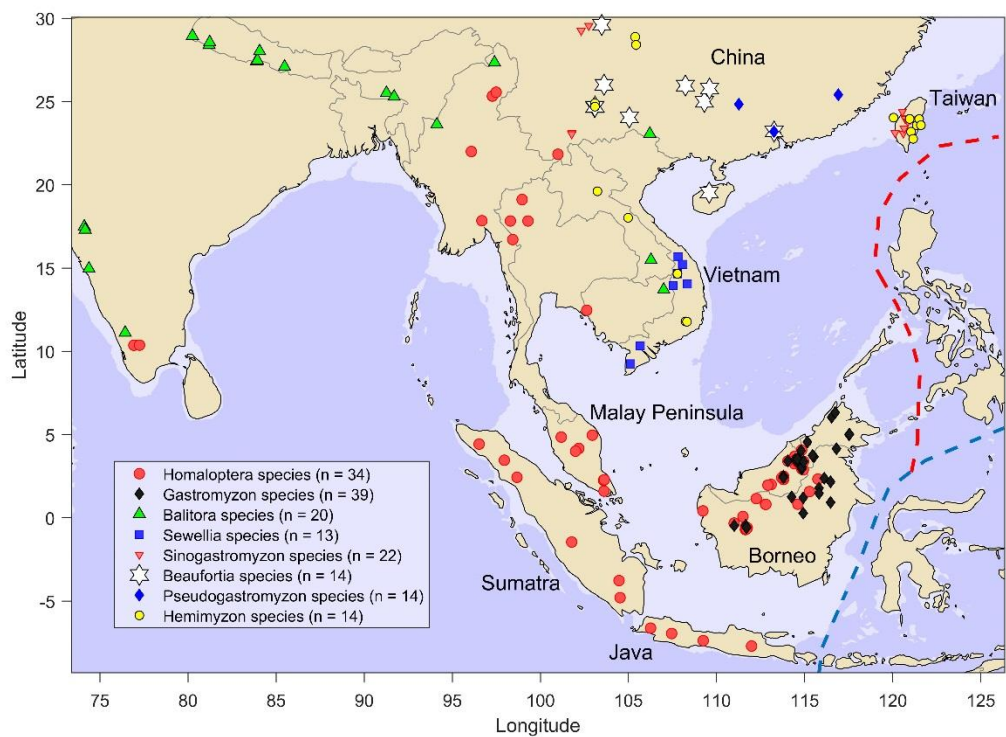 30
25
20
15
10
5
0
-5
Latitude
China
Taiwan
Vietnam
Malay Peninsula
Borneo
Sumatra
Java
Homaloptera species (n = 34)
Gastromyzon species (n = 39)
Balitora species (n = 20)
Sewellia species (n = 13)
Sinogastromyzon species (n = 22)
Beaufortia species (n = 14)
Pseudogastromyzon species (n = 14)
Hemimyzon species (n = 14)
75 80 85 90 95 100 105 110 115 120 125
Longitude